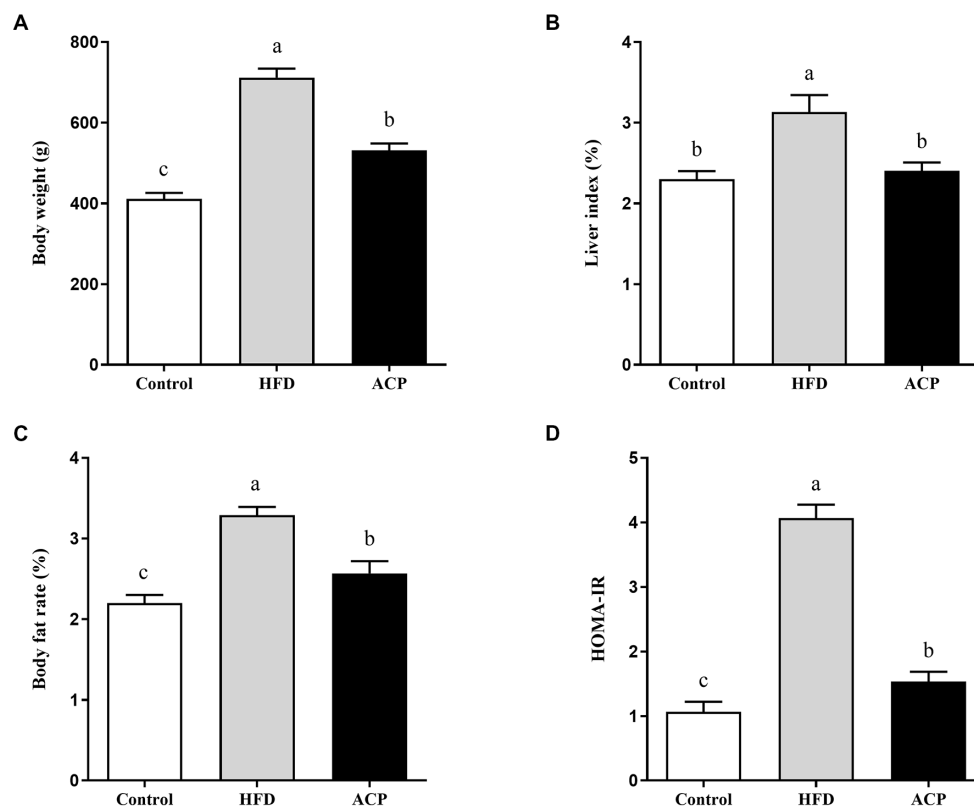 A
Body weight (g)
800
600
400
200
0
c
a
b
Control HFD ACP
B
Liver index (%)
4
3
2
1
0
b
a
b
Control HFD ACP
C
Body fat rate (%)
4
3
2
1
0
c
a
b
Control HFD ACP
D
HOMA-IR
5
4
3
2
1
0
c
a
b
Control HFD ACP